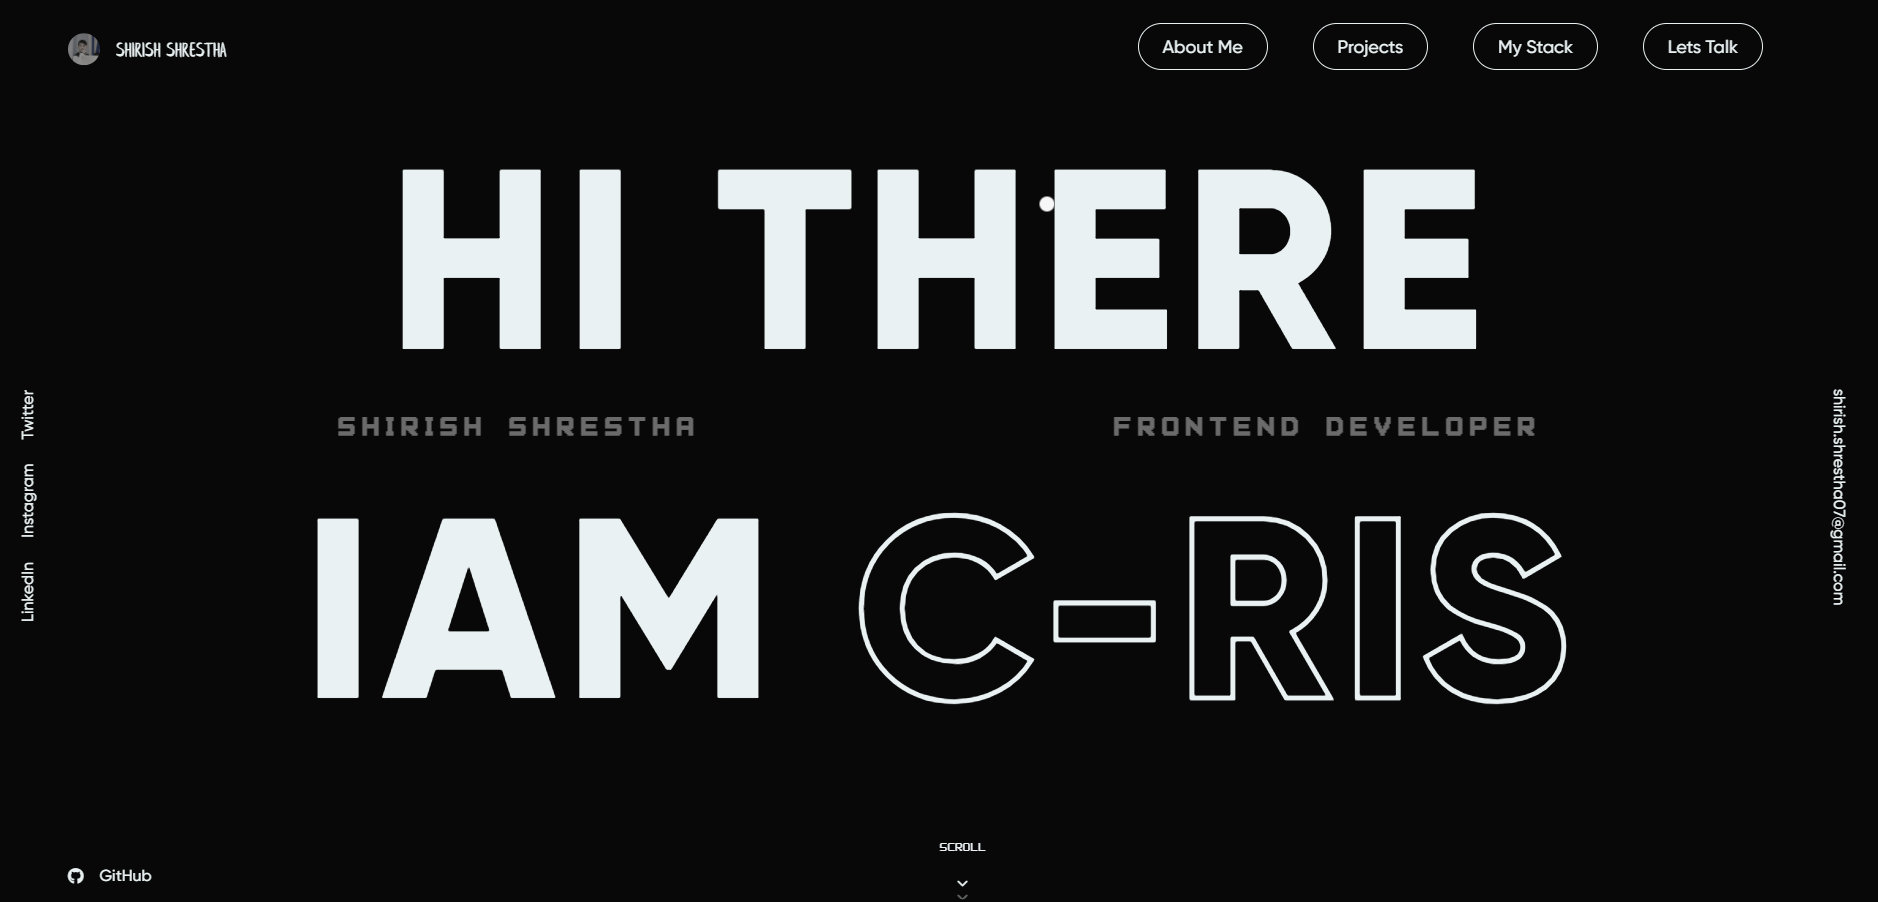 SHIRISH SHRESTHA
About Me
Projects
My Stack
Lets Talk
HI THERE
SHIRISH SHRESTHA
FRONTEND DEVELOPER
IAM C-RIS
Twitter
Instagram
LinkedIn
shirish.shrestha07@gmail.com
SCROLL
GitHub